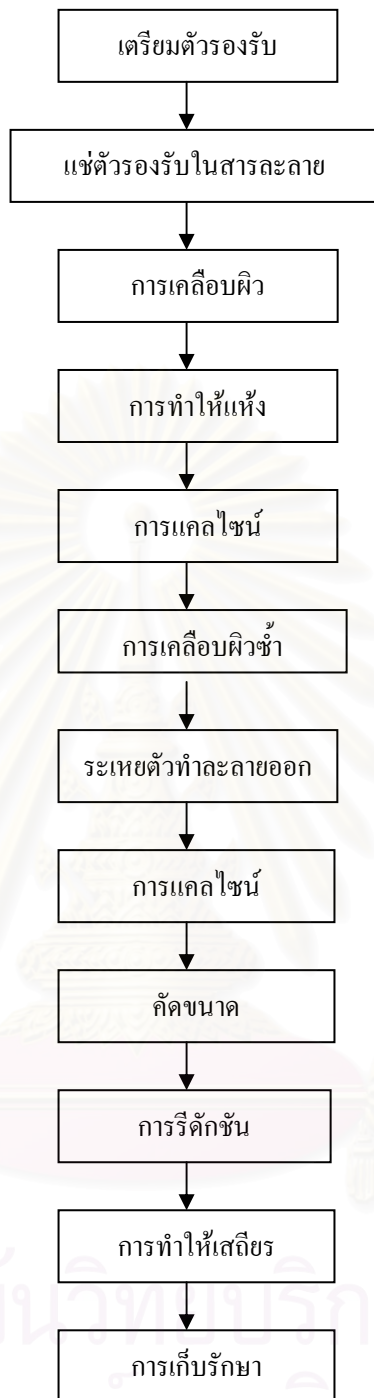 เตรียมตัวรองรับ
แช่ตัวรองรับในสารละลาย
การเคลือบผิว
การทำให้แห้ง
การแคลไซน์
การเคลือบผิวซ้ำ
ระเหยตัวทำละลายออก
การแคลไซน์
คัดขนาด
การรีดักชัน
การทำให้เสถียร
การเก็บรักษา